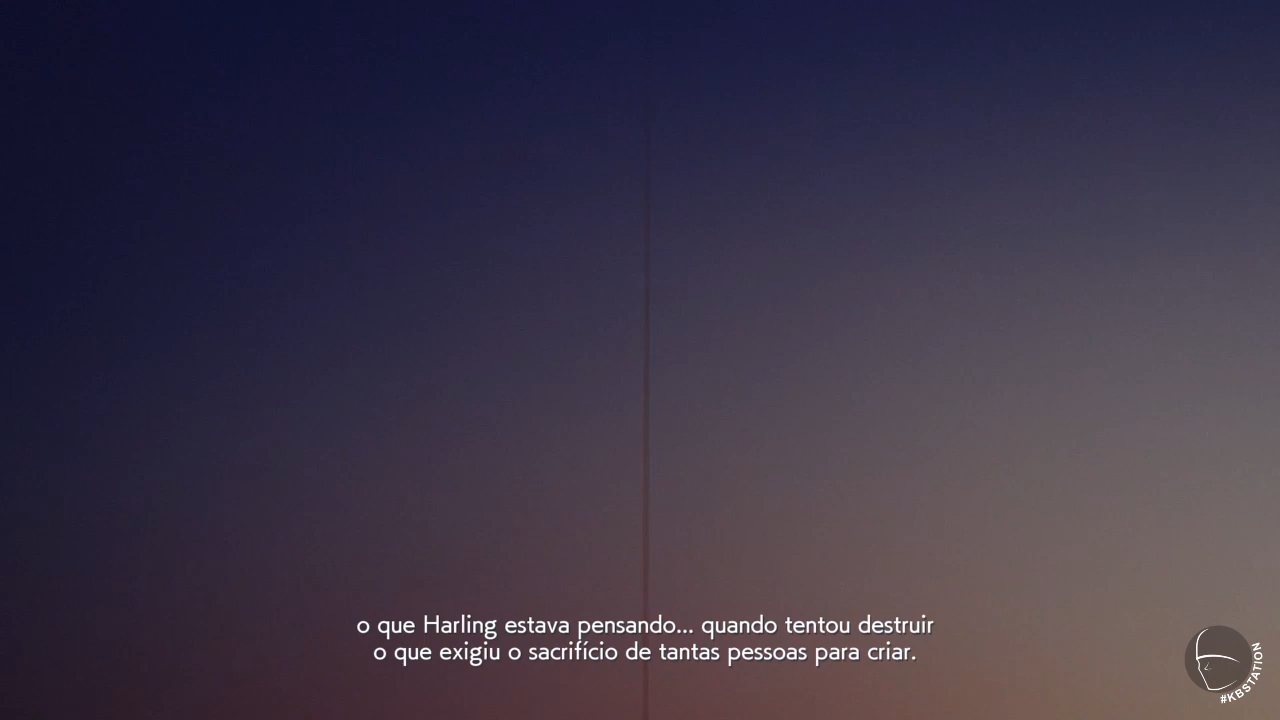 o que Harling estava pensando... quando tentou destruir
o que exigiu o sacrifício de tantas pessoas para criar.
#KBSTATION